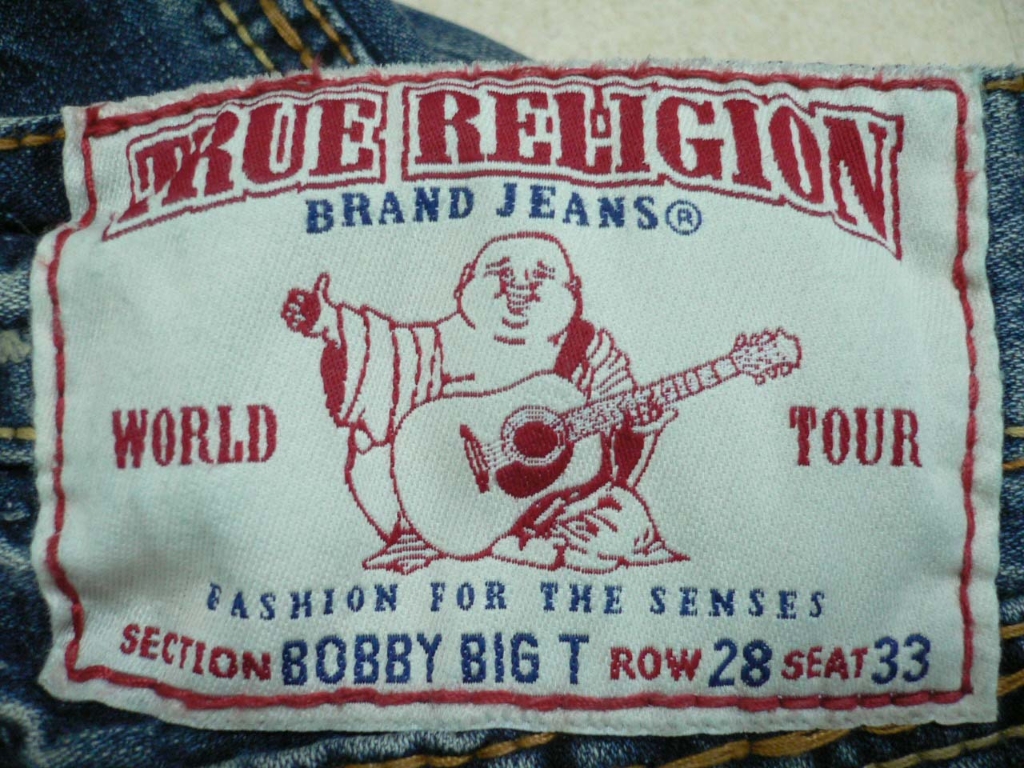 TRUE RELIGION
BRAND JEANS®
WORLD TOUR
FASHION FOR THE SENSES
SECTION BOBBY BIG T ROW 28 SEAT 33